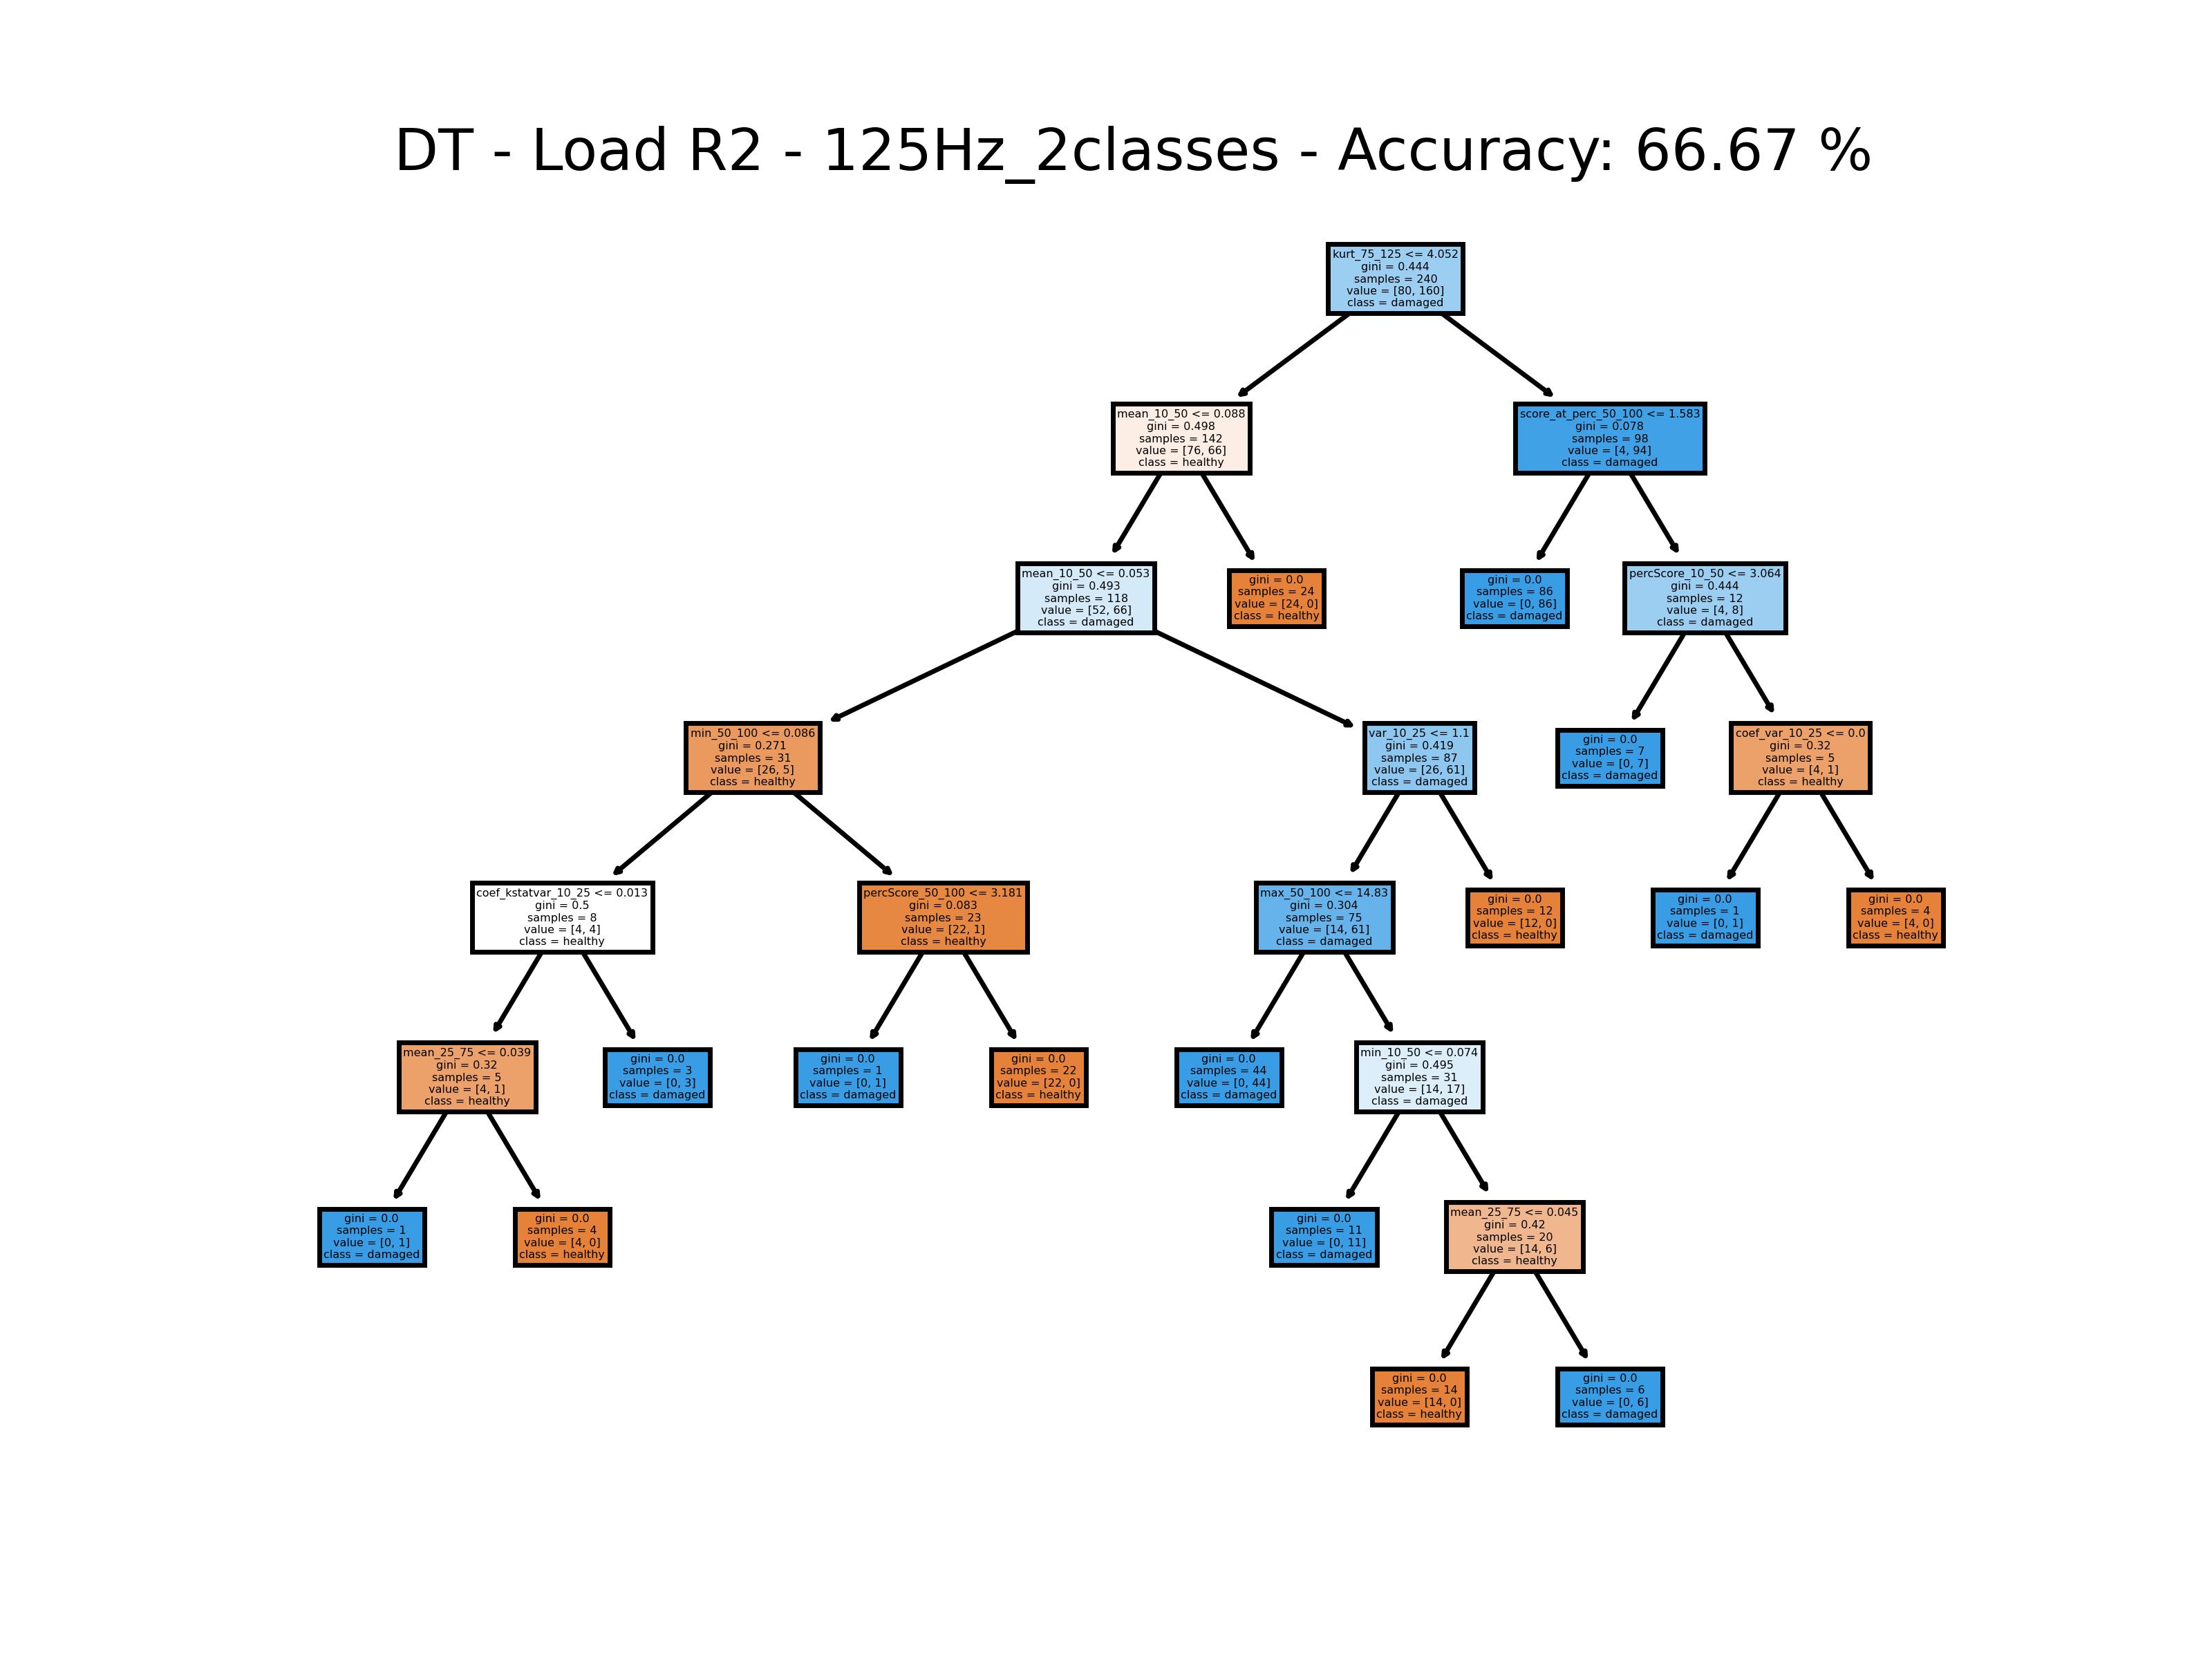 DT - Load R2 - 125Hz_2classes - Accuracy: 66.67 %
kurt_75_125 <= 4.052
gini = 0.444
samples = 240
value = [80, 160]
class = damaged
mean_10_50 <= 0.088
gini = 0.498
samples = 142
value = [76, 66]
class = healthy
score_at_perc_50_100 <= 1.583
gini = 0.078
samples = 98
value = [4, 94]
class = damaged
mean_10_50 <= 0.053
gini = 0.493
samples = 118
value = [52, 66]
class = damaged
gini = 0.0
samples = 24
value = [24, 0]
class = healthy
gini = 0.0
samples = 86
value = [0, 86]
class = damaged
percScore_10_50 <= 3.064
gini = 0.444
samples = 12
value = [4, 8]
class = damaged
min_50_100 <= 0.086
gini = 0.271
samples = 31
value = [26, 5]
class = healthy
var_10_25 <= 1.1
gini = 0.419
samples = 87
value = [26, 61]
class = damaged
gini = 0.0
samples = 7
value = [0, 7]
class = damaged
coef_var_10_25 <= 0.0
gini = 0.32
samples = 5
value = [4, 1]
class = healthy
coef_kstatvar_10_25 <= 0.013
gini = 0.5
samples = 8
value = [4, 4]
class = healthy
percScore_50_100 <= 3.181
gini = 0.083
samples = 23
value = [22, 1]
class = healthy
max_50_100 <= 14.83
gini = 0.304
samples = 75
value = [14, 61]
class = damaged
gini = 0.0
samples = 12
value = [12, 0]
class = healthy
gini = 0.0
samples = 1
value = [0, 1]
class = damaged
gini = 0.0
samples = 4
value = [4, 0]
class = healthy
mean_25_75 <= 0.039
gini = 0.32
samples = 5
value = [4, 1]
class = healthy
gini = 0.0
samples = 3
value = [0, 3]
class = damaged
gini = 0.0
samples = 1
value = [0, 1]
class = damaged
gini = 0.0
samples = 22
value = [22, 0]
class = healthy
gini = 0.0
samples = 44
value = [0, 44]
class = damaged
min_10_50 <= 0.074
gini = 0.495
samples = 31
value = [14, 17]
class = damaged
gini = 0.0
samples = 1
value = [0, 1]
class = damaged
gini = 0.0
samples = 4
value = [4, 0]
class = healthy
gini = 0.0
samples = 11
value = [0, 11]
class = damaged
mean_25_75 <= 0.045
gini = 0.42
samples = 20
value = [14, 6]
class = healthy
gini = 0.0
samples = 14
value = [14, 0]
class = healthy
gini = 0.0
samples = 6
value = [0, 6]
class = damaged